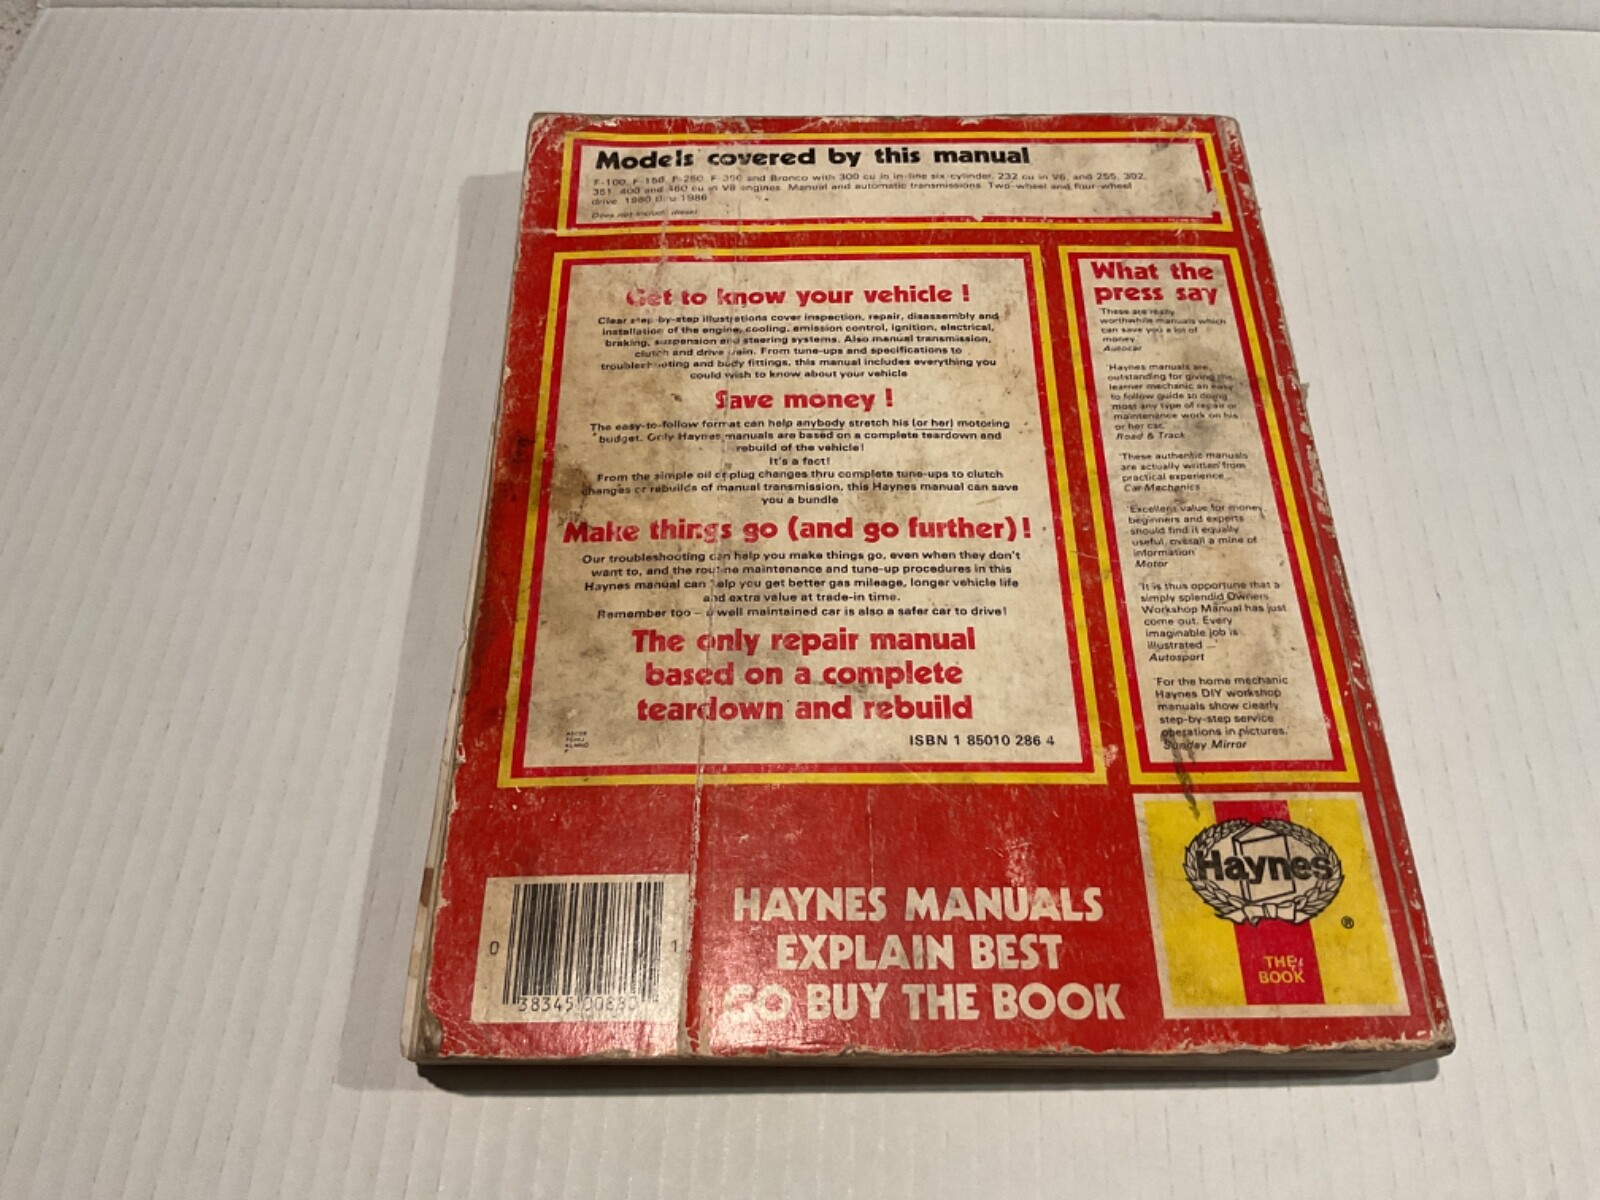 Models covered by this manual
F-100, F-150, F-250, F-350 and Bronco with 300 cu in in-line six-cylinder, 232 cu in V6, and 255, 302,
351, 400 and 460 cu in V8 engines. Manual and automatic transmissions. Two-wheel and four-wheel
drive. 1980 thru 1986
Does not include diesel
Get to know your vehicle !
Clear step-by-step illustrations cover inspection, repair, disassembly and
installation of the engine, cooling, emission control, ignition, electrical,
braking, suspension and steering systems. Also manual transmission,
clutch and drive train. From tune-ups and specifications to
troubleshooting and body fittings, this manual includes everything you
could wish to know about your vehicle
Save money !
The easy-to-follow format can help anybody stretch his (or her) motoring
budget. Only Haynes manuals are based on a complete teardown and
rebuild of the vehicle!
It's a fact!
From the simple oil or plug changes thru complete tune-ups to clutch
changes or rebuilds of manual transmission, this Haynes manual can save
you a bundle
Make things go (and go further)!
Our troubleshooting can help you make things go, even when they don't
want to, and the routine maintenance and tune-up procedures in this
Haynes manual can help you get better gas mileage, longer vehicle life
and extra value at trade-in time.
Remember too – a well maintained car is also a safer car to drive!
The only repair manual
based on a complete
teardown and rebuild
ISBN 1 85010 286 4
What the
press say
'These are really
worthwhile manuals which
can save you a lot of
money'
Autocar
'Haynes manuals are
outstanding for giving the
learner mechanic an easy
to follow guide to doing
most any type of repair or
maintenance work on his
or her car.'
Road & Track
'These authentic manuals
are actually written from
practical experience'
Car Mechanics
'Excellent value for money,
beginners and experts
should find it equally
useful, overall a mine of
information'
Motor
'It is thus opportune that a
simply splendid Owners
Workshop Manual has just
come out. Every
imaginable job is
illustrated ...'
Autosport
'For the home mechanic
Haynes DIY workshop
manuals show clearly
step-by-step service
operations in pictures.'
Sunday Mirror
0 38345 00880 1
HAYNES MANUALS
EXPLAIN BEST
GO BUY THE BOOK
Haynes
®
THE
BOOK